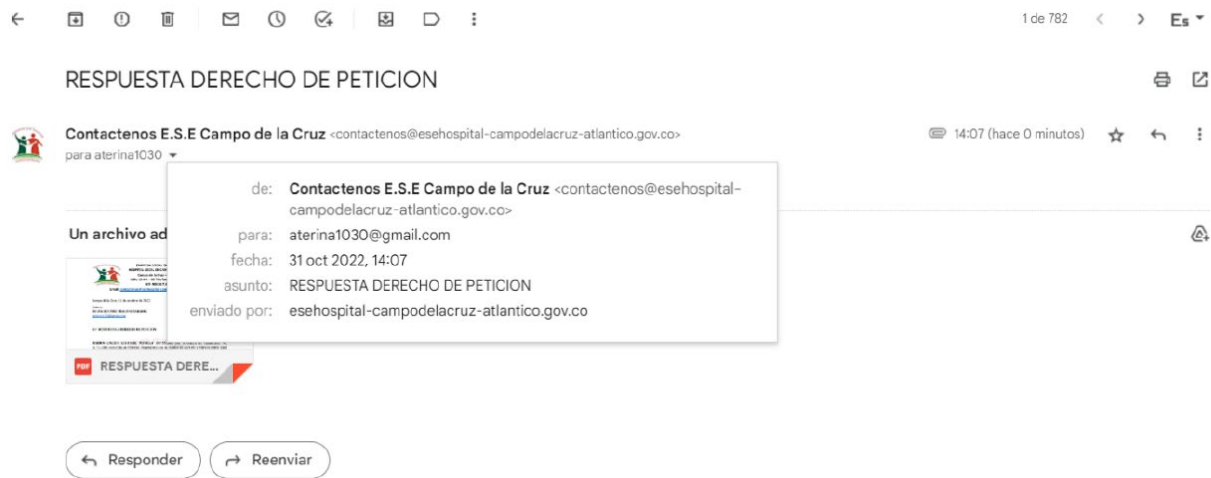 1 de 782
Es
RESPUESTA DERECHO DE PETICION
Contactenos E.S.E Campo de la Cruz <contactenos@esehospital-campodelacruz-atlantico.gov.co>
14:07 (hace 0 minutos)
para aterina1030
de: Contactenos E.S.E Campo de la Cruz <contactenos@esehospital-
campodelacruz-atlantico.gov.co>
Un archivo ad
para: aterina1030@gmail.com
fecha: 31 oct 2022, 14:07
asunto: RESPUESTA DERECHO DE PETICION
enviado por: esehospital-campodelacruz-atlantico.gov.co
PDF RESPUESTA DERE...
Responder
Reenviar